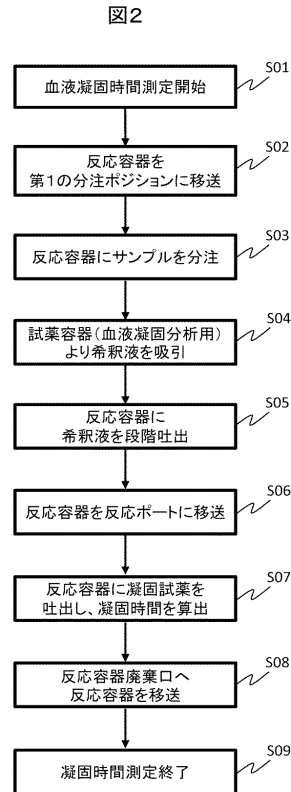 図２
S01
血液凝固時間測定開始
S02
反応容器を
第１の分注ポジションに移送
S03
反応容器にサンプルを分注
S04
試薬容器(血液凝固分析用)
より希釈液を吸引
S05
反応容器に
希釈液を段階吐出
S06
反応容器を反応ポートに移送
S07
反応容器に凝固試薬を
吐出し、凝固時間を算出
S08
反応容器廃棄口へ
反応容器を移送
S09
凝固時間測定終了